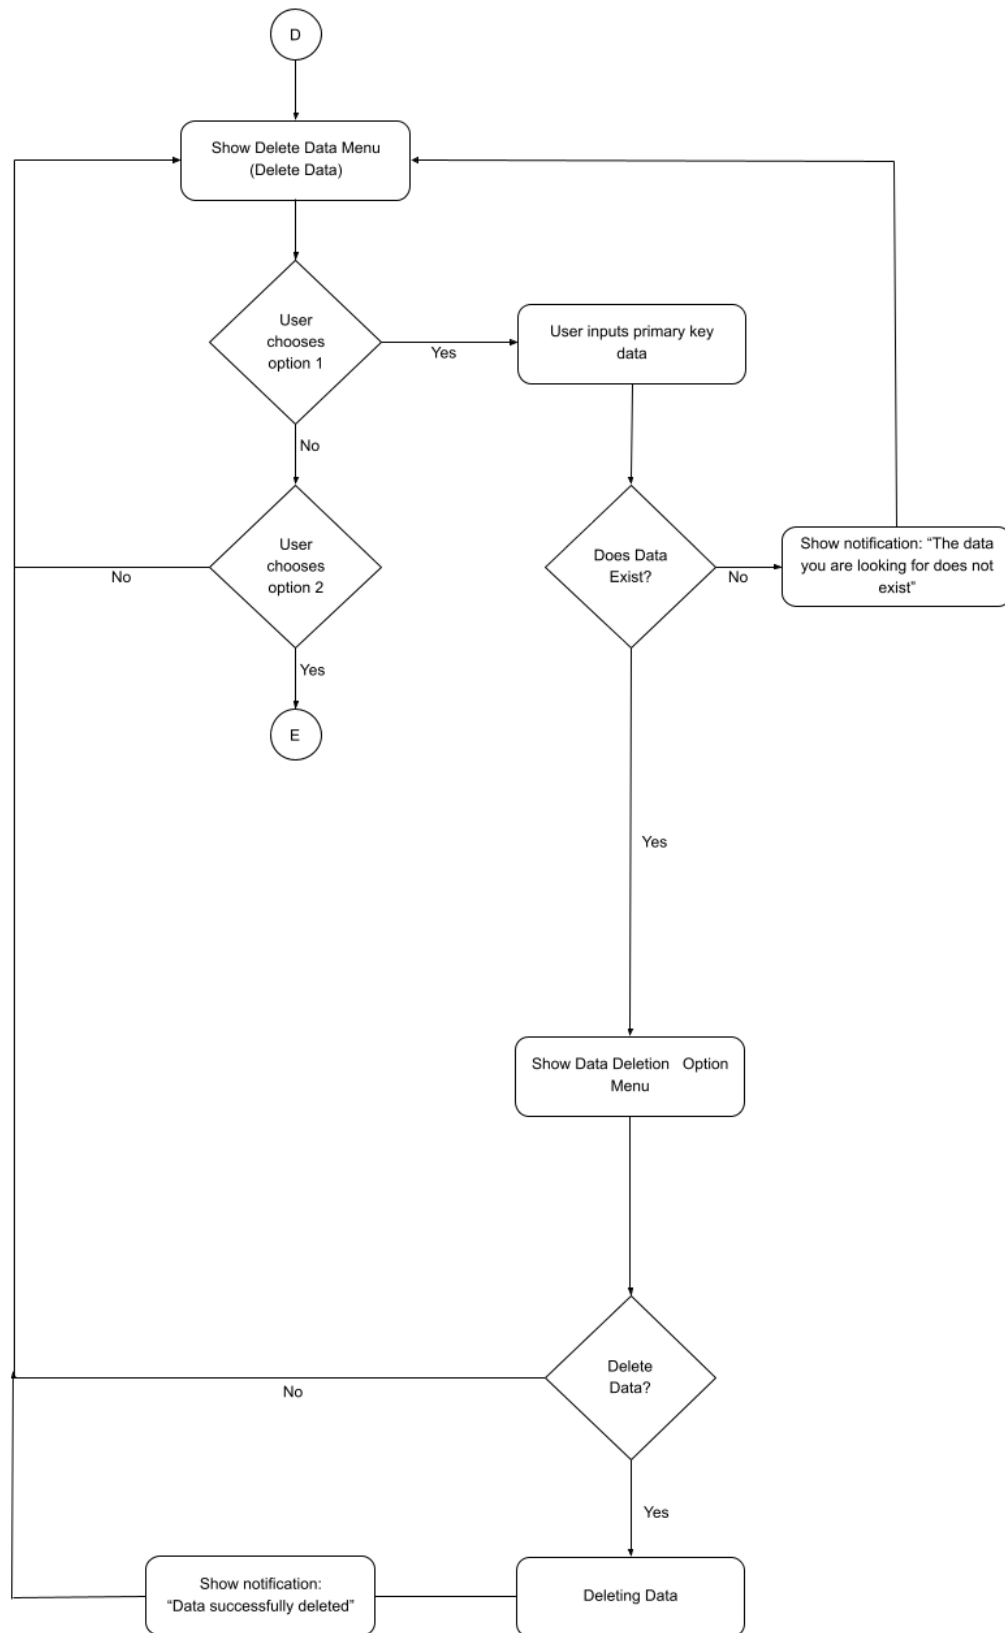 D
Show Delete Data Menu
(Delete Data)
User
chooses
option 1
Yes
User inputs primary key
data
No
User
chooses
option 2
No
Yes
E
Does Data
Exist?
No
Show notification: “The data
you are looking for does not
exist”
Yes
Show Data Deletion Option
Menu
Delete
Data?
No
Yes
Deleting Data
Show notification:
“Data successfully deleted”